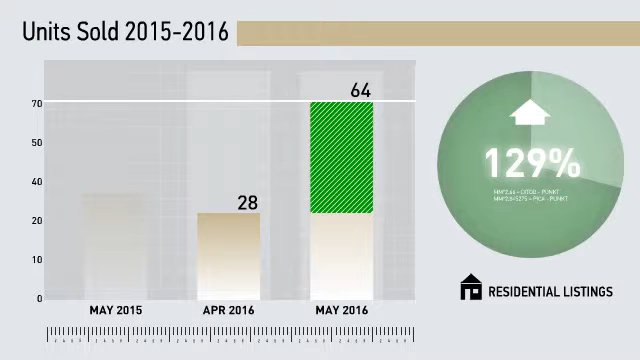 Units Sold 2015-2016
64
70
129%
50
40
28
20
10
0
MAY 2015
APR 2016
MAY 2016
RESIDENTIAL LISTINGS